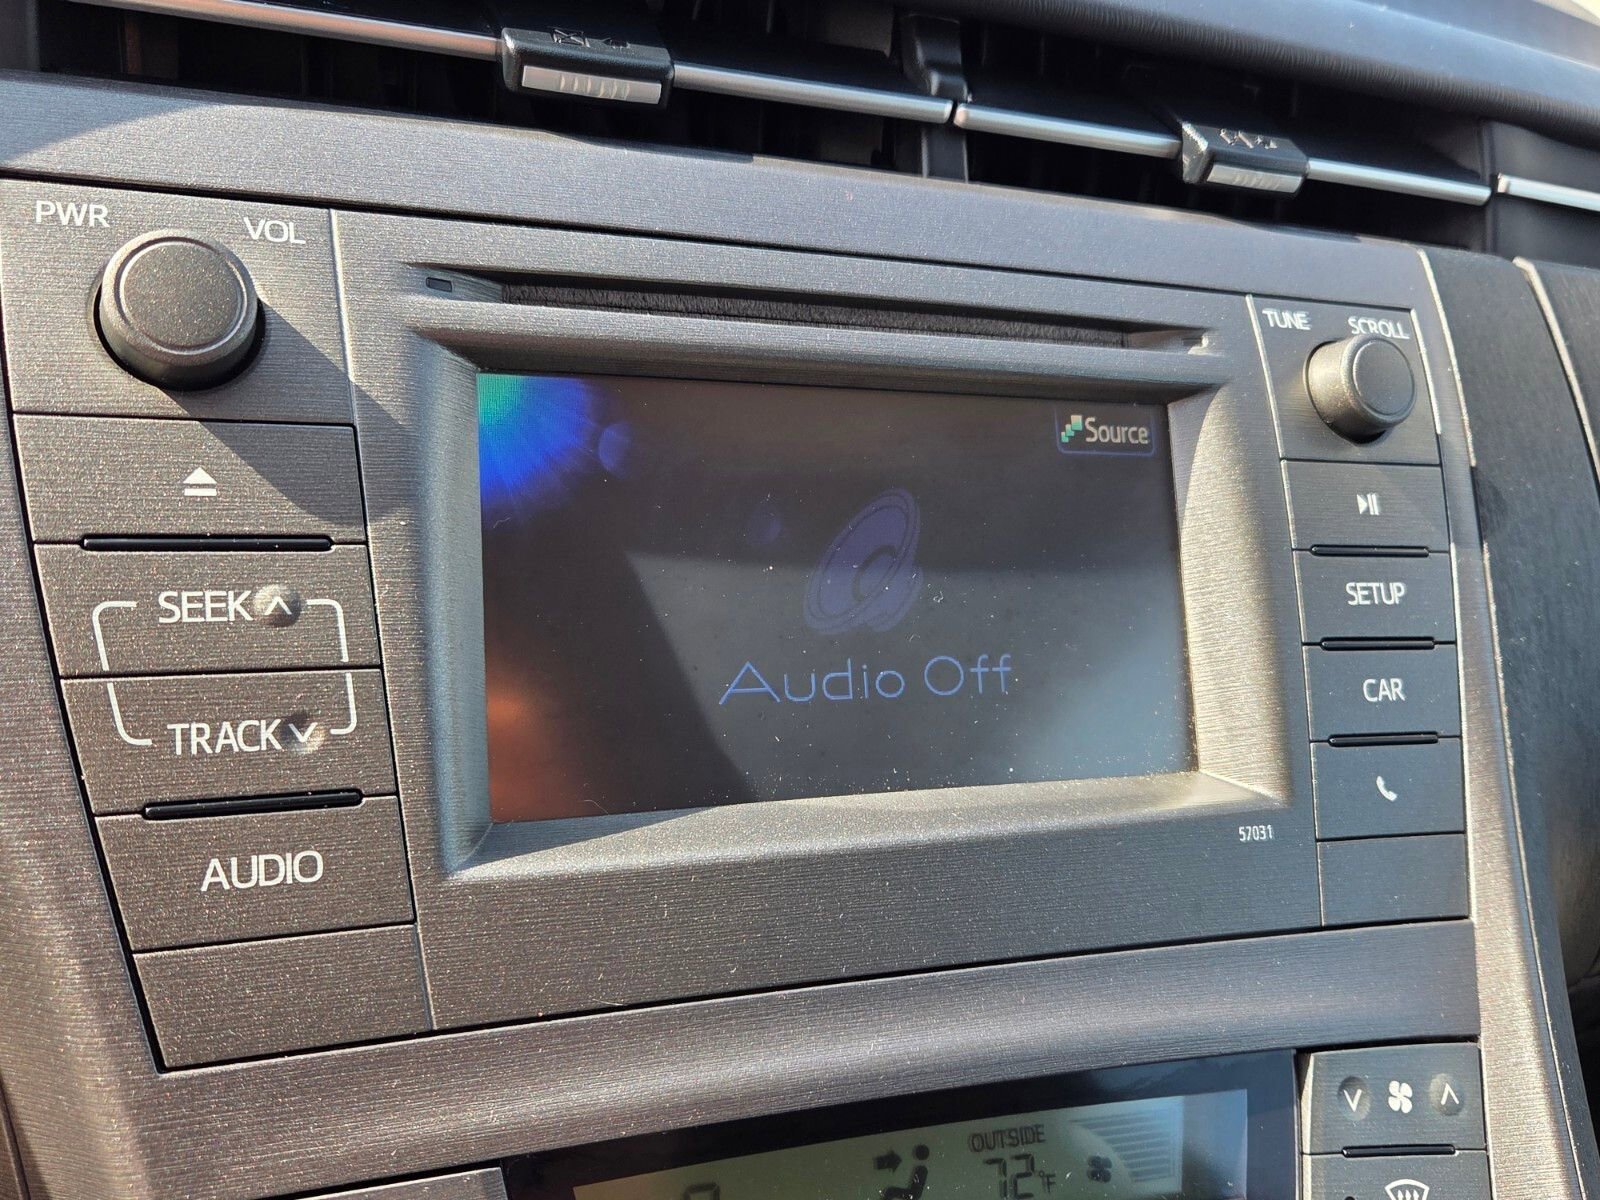 PWR
VOL
TUNE
SCROLL
Source
SEEK
SETUP
Audio Off
CAR
TRACK
57031
AUDIO
OUTSIDE
72°F